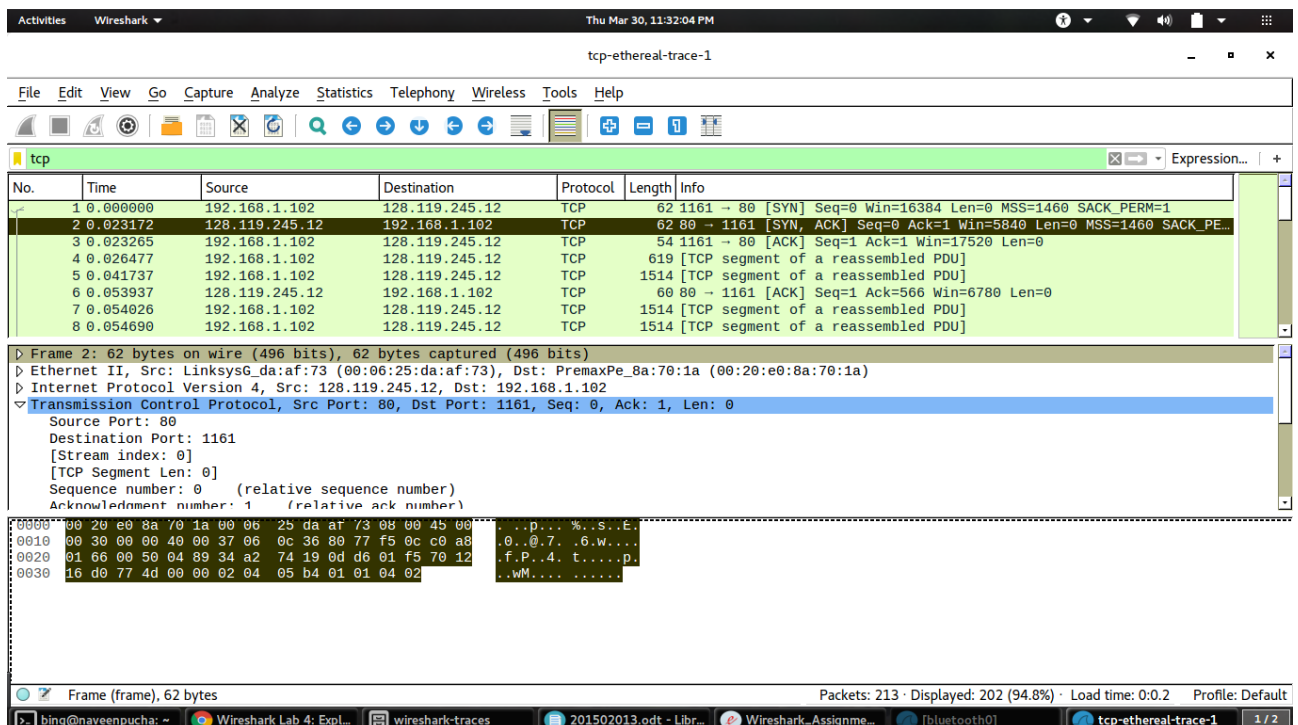 Activities Wireshark Thu Mar 30, 11:32:04 PM
tcp-ethereal-trace-1
File Edit View Go Capture Analyze Statistics Telephony Wireless Tools Help
tcp Expression... +
No. Time Source Destination Protocol Length Info
1 0.000000 192.168.1.102 128.119.245.12 TCP 62 1161 → 80 [SYN] Seq=0 Win=16384 Len=0 MSS=1460 SACK_PERM=1
2 0.023172 128.119.245.12 192.168.1.102 TCP 62 80 → 1161 [SYN, ACK] Seq=0 Ack=1 Win=5840 Len=0 MSS=1460 SACK_PE…
3 0.023265 192.168.1.102 128.119.245.12 TCP 54 1161 → 80 [ACK] Seq=1 Ack=1 Win=17520 Len=0
4 0.026477 192.168.1.102 128.119.245.12 TCP 619 [TCP segment of a reassembled PDU]
5 0.041737 192.168.1.102 128.119.245.12 TCP 1514 [TCP segment of a reassembled PDU]
6 0.053937 128.119.245.12 192.168.1.102 TCP 60 80 → 1161 [ACK] Seq=1 Ack=566 Win=6780 Len=0
7 0.054026 192.168.1.102 128.119.245.12 TCP 1514 [TCP segment of a reassembled PDU]
8 0.054690 192.168.1.102 128.119.245.12 TCP 1514 [TCP segment of a reassembled PDU]
Frame 2: 62 bytes on wire (496 bits), 62 bytes captured (496 bits)
Ethernet II, Src: LinksysG_da:af:73 (00:06:25:da:af:73), Dst: PremaxPe_8a:70:1a (00:20:e0:8a:70:1a)
Internet Protocol Version 4, Src: 128.119.245.12, Dst: 192.168.1.102
Transmission Control Protocol, Src Port: 80, Dst Port: 1161, Seq: 0, Ack: 1, Len: 0
Source Port: 80
Destination Port: 1161
[Stream index: 0]
[TCP Segment Len: 0]
Sequence number: 0 (relative sequence number)
Acknowledgment number: 1 (relative ack number)
0000 00 20 e0 8a 70 1a 00 06 25 da af 73 08 00 45 00 . ..p... %..s..E.
0010 00 30 00 00 40 00 37 06 0c 36 80 77 f5 0c c0 a8 .0..@.7. .6.w....
0020 01 66 00 50 04 89 34 a2 74 19 0d d6 01 f5 70 12 .f.P..4. t.....p.
0030 16 d0 77 4d 00 00 02 04 05 b4 01 01 04 02 ..wM.... ......
Frame (frame), 62 bytes Packets: 213 · Displayed: 202 (94.8%) · Load time: 0:0.2 Profile: Default
bing@naveenpucha: ~ Wireshark Lab 4: Expl... wireshark-traces 201502013.odt - Libr... Wireshark_Assignme... [bluetooth0] tcp-ethereal-trace-1 1 / 2